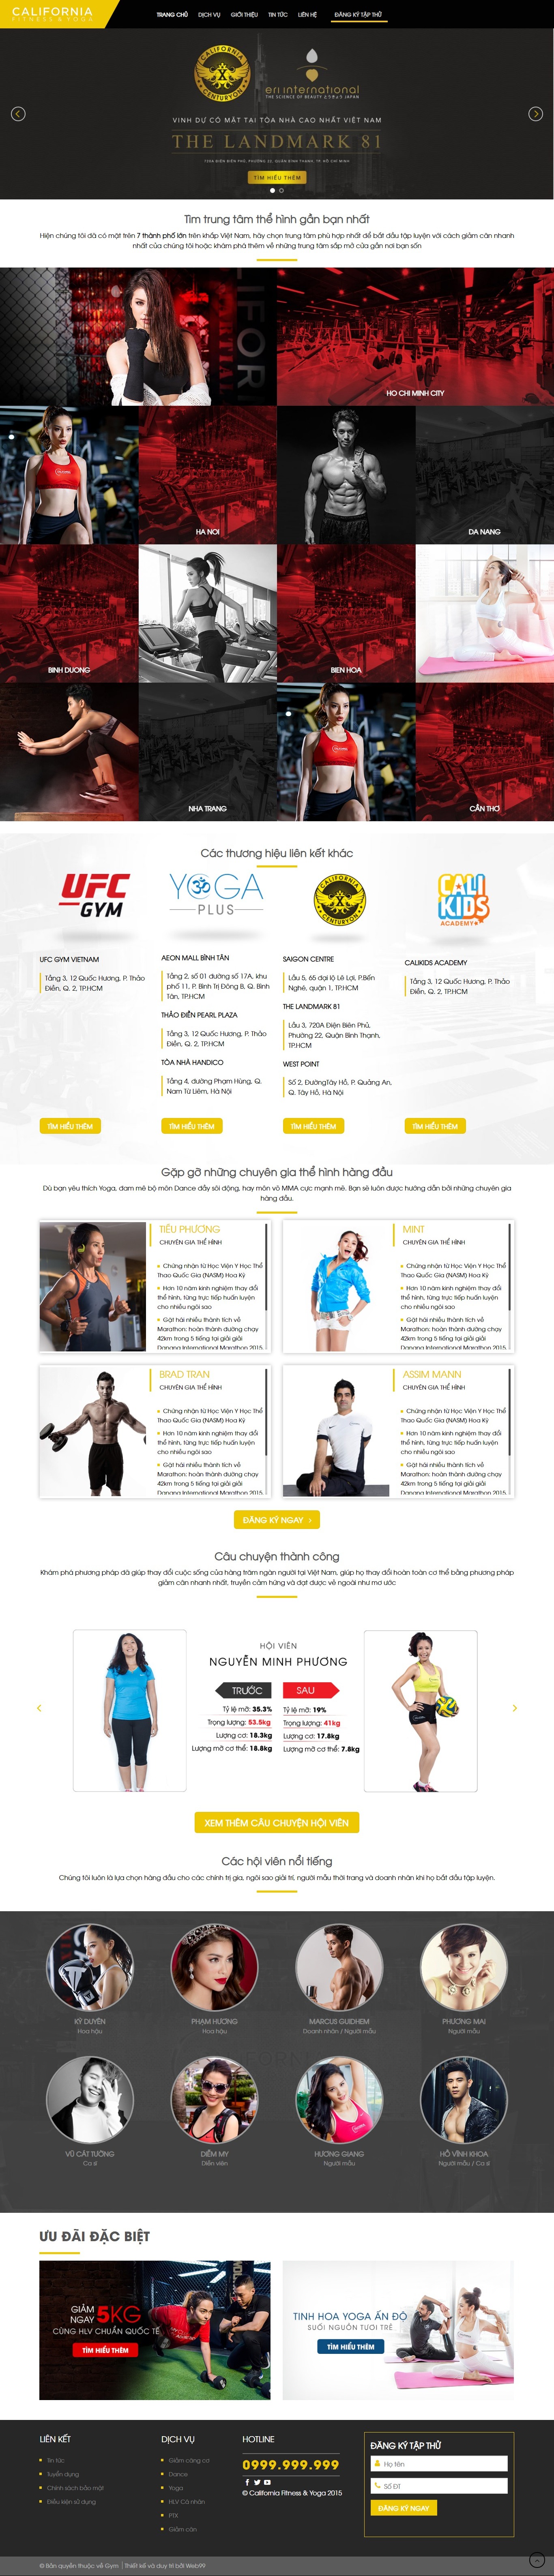 CALIFORNIA
FITNESS & YOGA
TRANG CHỦ
DỊCH VỤ
GIỚI THIỆU
TIN TỨC
LIÊN HỆ
ĐĂNG KÝ TẬP THỬ
CALIFORNIA
CENTURYON
eri international
THE SCIENCE OF BEAUTY
VINH DỰ CÓ MẶT TẠI TÒA NHÀ CAO NHẤT VIỆT NAM
THE LANDMARK 81
720A ĐIỆN BIÊN PHỦ, PHƯỜNG 22, QUẬN BÌNH THẠNH, TP. HỒ CHÍ MINH
TÌM HIỂU THÊM
Tìm trung tâm thể hình gần bạn nhất
Hiện chúng tôi đã có mặt trên 7 thành phố lớn trên khắp Việt Nam, hãy chọn trung tâm phù hợp nhất để bắt đầu tập luyện với cách giảm cân nhanh
nhất của chúng tôi hoặc khám phá thêm về những trung tâm sắp mở cửa gần nơi bạn sốn
HO CHI MINH CITY
HA NOI
DA NANG
BINH DUONG
BIEN HOA
NHA TRANG
CẦN THƠ
Các thương hiệu liên kết khác
UFC
GYM
YOGA
PLUS
CALIFORNIA
CENTURYON
CALI
KIDS
ACADEMY
UFC GYM VIETNAM
Tầng 3, 12 Quốc Hương, P. Thảo
Điền, Q. 2, TP.HCM
AEON MALL BÌNH TÂN
Tầng 2, số 01 đường số 17A, khu
phố 11, P. Bình Trị Đông B, Q. Bình
Tân, TP.HCM
THẢO ĐIỀN PEARL PLAZA
Tầng 3, 12 Quốc Hương, P. Thảo
Điền, Q. 2, TP.HCM
TÒA NHÀ HANDICO
Tầng 4, đường Phạm Hùng, Q.
Nam Từ Liêm, Hà Nội
SAIGON CENTRE
Lầu 5, 65 đại lộ Lê Lợi, P.Bến
Nghé, quận 1, TP.HCM
THE LANDMARK 81
Lầu 3, 720A Điện Biên Phủ,
Phường 22, Quận Bình Thạnh,
TP.HCM
WEST POINT
Số 2, ĐườngTây Hồ, P. Quảng An,
Q. Tây Hồ, Hà Nội
CALIKIDS ACADEMY
Tầng 3, 12 Quốc Hương, P. Thảo
Điền, Q. 2, TP.HCM
TÌM HIỂU THÊM
TÌM HIỂU THÊM
TÌM HIỂU THÊM
TÌM HIỂU THÊM
Gặp gỡ những chuyên gia thể hình hàng đầu
Dù bạn yêu thích Yoga, đam mê bộ môn Dance đầy sôi động, hay môn võ MMA cực mạnh mẽ. Bạn sẽ luôn được hướng dẫn bởi những chuyên gia
hàng đầu.
TIỂU PHƯƠNG
CHUYÊN GIA THỂ HÌNH
Chứng nhận từ Học Viện Y Học Thể
Thao Quốc Gia (NASM) Hoa Kỳ
Hơn 10 năm kinh nghiệm thay đổi
thể hình, từng trực tiếp huấn luyện
cho nhiều ngôi sao
Gặt hái nhiều thành tích về
Marathon: hoàn thành đường chạy
42km trong 5 tiếng tại giải giải
Danang International Marathon 2015
MINT
CHUYÊN GIA THỂ HÌNH
Chứng nhận từ Học Viện Y Học Thể
Thao Quốc Gia (NASM) Hoa Kỳ
Hơn 10 năm kinh nghiệm thay đổi
thể hình, từng trực tiếp huấn luyện
cho nhiều ngôi sao
Gặt hái nhiều thành tích về
Marathon: hoàn thành đường chạy
42km trong 5 tiếng tại giải giải
Danang International Marathon 2015
BRAD TRAN
CHUYÊN GIA THỂ HÌNH
Chứng nhận từ Học Viện Y Học Thể
Thao Quốc Gia (NASM) Hoa Kỳ
Hơn 10 năm kinh nghiệm thay đổi
thể hình, từng trực tiếp huấn luyện
cho nhiều ngôi sao
Gặt hái nhiều thành tích về
Marathon: hoàn thành đường chạy
42km trong 5 tiếng tại giải giải
Danang International Marathon 2015
ASSIM MANN
CHUYÊN GIA THỂ HÌNH
Chứng nhận từ Học Viện Y Học Thể
Thao Quốc Gia (NASM) Hoa Kỳ
Hơn 10 năm kinh nghiệm thay đổi
thể hình, từng trực tiếp huấn luyện
cho nhiều ngôi sao
Gặt hái nhiều thành tích về
Marathon: hoàn thành đường chạy
42km trong 5 tiếng tại giải giải
Danang International Marathon 2015
ĐĂNG KÝ NGAY
Câu chuyện thành công
Khám phá phương pháp đã giúp thay đổi cuộc sống của hàng trăm ngàn người tại Việt Nam, giúp họ thay đổi hoàn toàn cơ thể bằng phương pháp
giảm cân nhanh nhất, truyền cảm hứng và đạt được vẻ ngoài như mơ ước
HỘI VIÊN
NGUYỄN MINH PHƯƠNG
TRƯỚC
SAU
Tỷ lệ mỡ: 35.3%
Trọng lượng: 53.5kg
Lượng cơ: 18.3kg
Lượng mỡ cơ thể: 18.8kg
Tỷ lệ mỡ: 19%
Trọng lượng: 41kg
Lượng cơ: 17.8kg
Lượng mỡ cơ thể: 7.8kg
XEM THÊM CÂU CHUYỆN HỘI VIÊN
Các hội viên nổi tiếng
Chúng tôi luôn là lựa chọn hàng đầu cho các chính trị gia, ngôi sao giải trí, người mẫu thời trang và doanh nhân khi họ bắt đầu tập luyện.
KỲ DUYÊN
Hoa hậu
PHẠM HƯƠNG
Hoa hậu
MARCUS GUIDHEM
Doanh nhân / Người mẫu
PHƯƠNG MAI
Người mẫu
VŨ CÁT TƯỜNG
Ca sĩ
DIỄM MY
Diễn viên
HƯƠNG GIANG
Người mẫu
HỒ VĨNH KHOA
Người mẫu / Ca sĩ
ƯU ĐÃI ĐẶC BIỆT
GIẢM
NGAY 5KG
CÙNG HLV CHUẨN QUỐC TẾ
TÌM HIỂU THÊM
TINH HOA YOGA ẤN ĐỘ
SUỐI NGUỒN TƯƠI TRẺ
TÌM HIỂU THÊM
LIÊN KẾT
Tin tức
Tuyển dụng
Chính sách bảo mật
Điều kiện sử dụng
DỊCH VỤ
Giảm căng cơ
Dance
Yoga
HLV Cá nhân
PTX
Giảm cân
HOTLINE
0999.999.999
© California Fitness & Yoga 2015
ĐĂNG KÝ TẬP THỬ
Họ tên
Số ĐT
ĐĂNG KÝ NGAY
© Bản quyền thuộc về Gym | Thiết kế và duy trì bởi Web99